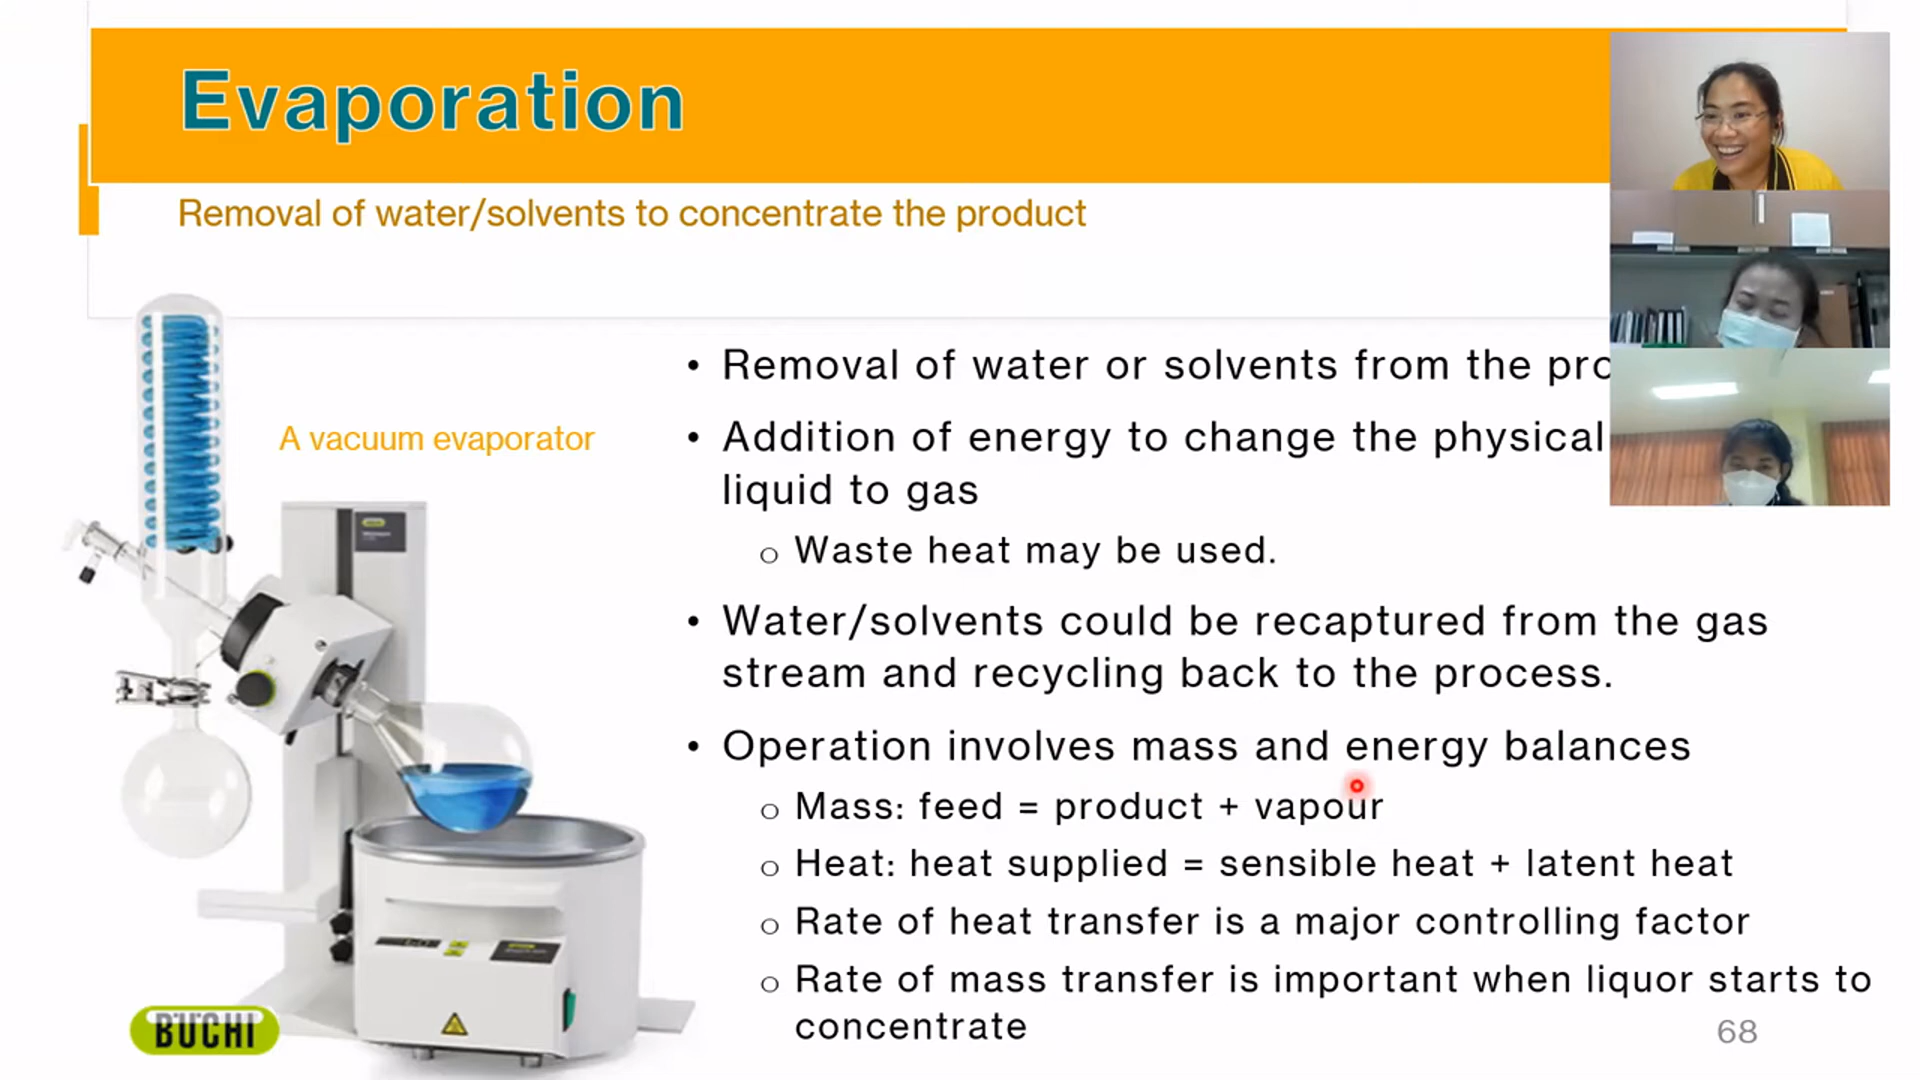 Evaporation
Removal of water/solvents to concentrate the product
A vacuum evaporator
• Removal of water or solvents from the
• Addition of energy to change the physical
liquid to gas
o Waste heat may be used.
• Water/solvents could be recaptured from the gas
stream and recycling back to the process.
• Operation involves mass and energy balances
o Mass: feed = product + vapour
o Heat: heat supplied = sensible heat + latent heat
o Rate of heat transfer is a major controlling factor
o Rate of mass transfer is important when liquor starts to
concentrate
BUCHI
68